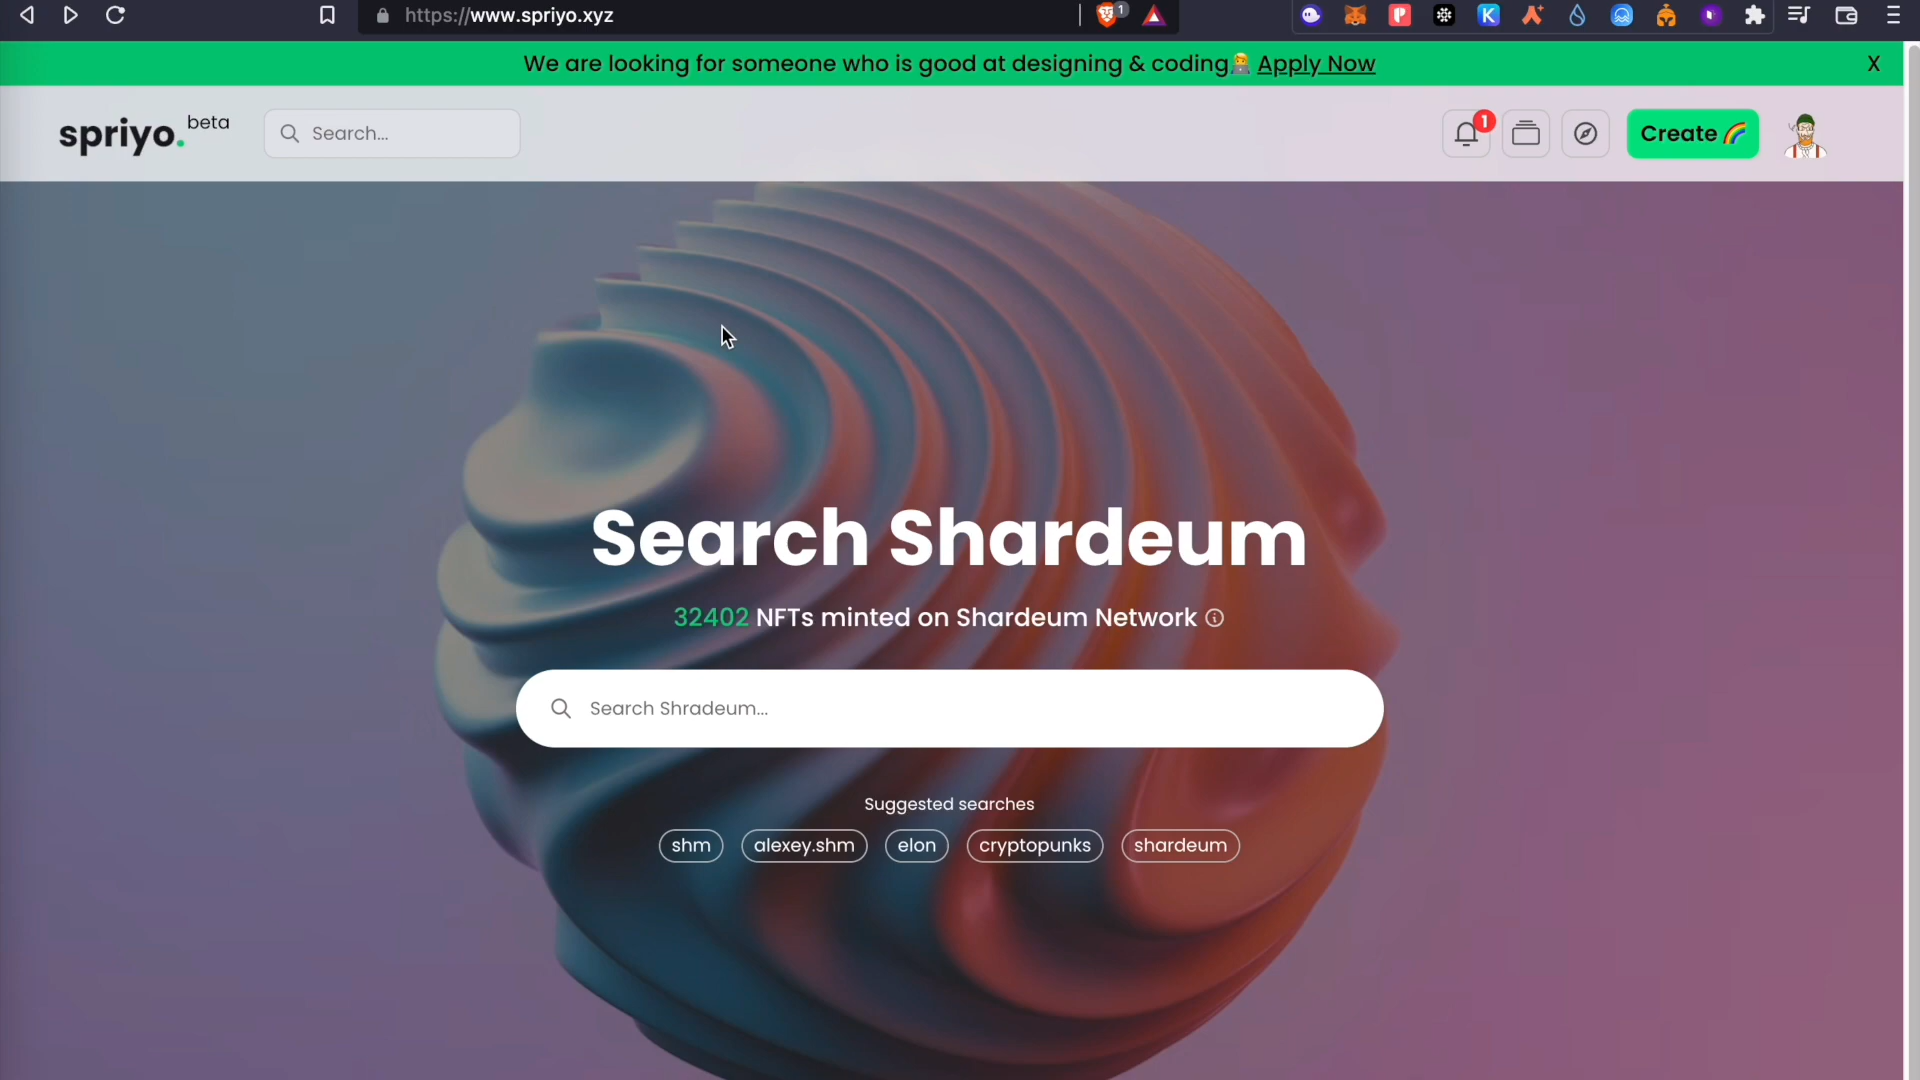 https://www.spriyo.xyz
1
We are looking for someone who is good at designing & coding🧑‍💻 Apply Now
X
spriyo.
beta
Search...
1
Create 🌈
Search Shardeum
32402 NFTs minted on Shardeum Network
Search Shradeum...
Suggested searches
shm alexey.shm elon cryptopunks shardeum